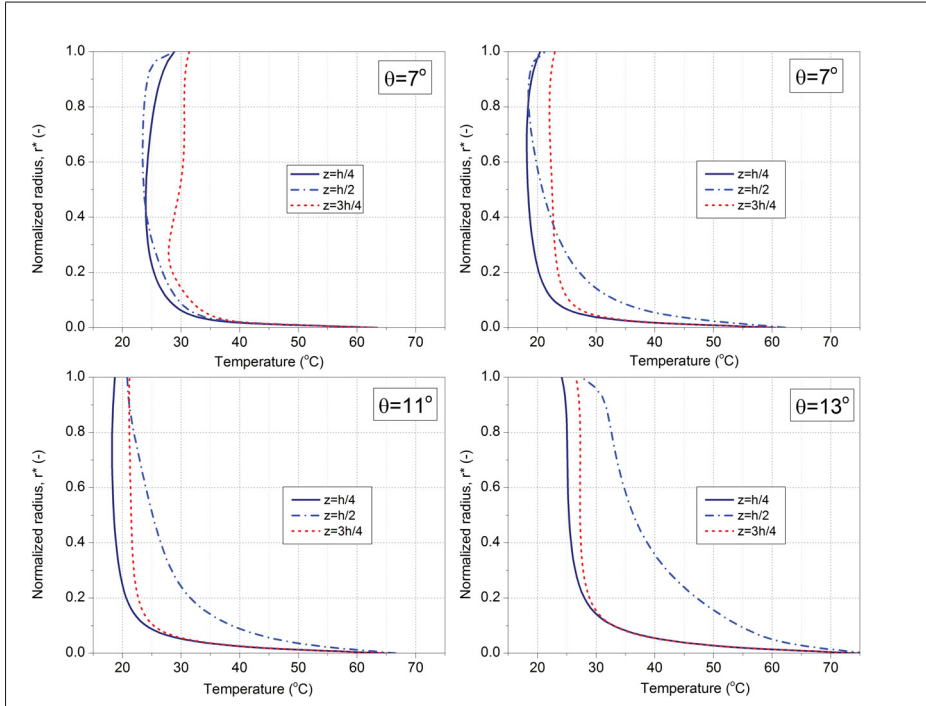 1.0
0.8
0.6
0.4
0.2
0.0
Normalized radius, r* (-)
θ=7°
z=h/4
z=h/2
z=3h/4
20 30 40 50 60 70
Temperature (°C)
1.0
0.8
0.6
0.4
0.2
0.0
Normalized radius, r* (-)
θ=7°
z=h/4
z=h/2
z=3h/4
20 30 40 50 60 70
Temperature (°C)
1.0
0.8
0.6
0.4
0.2
0.0
Normalized radius, r* (-)
θ=11°
z=h/4
z=h/2
z=3h/4
20 30 40 50 60 70
Temperature (°C)
1.0
0.8
0.6
0.4
0.2
0.0
Normalized radius, r* (-)
θ=13°
z=h/4
z=h/2
z=3h/4
20 30 40 50 60 70
Temperature (°C)